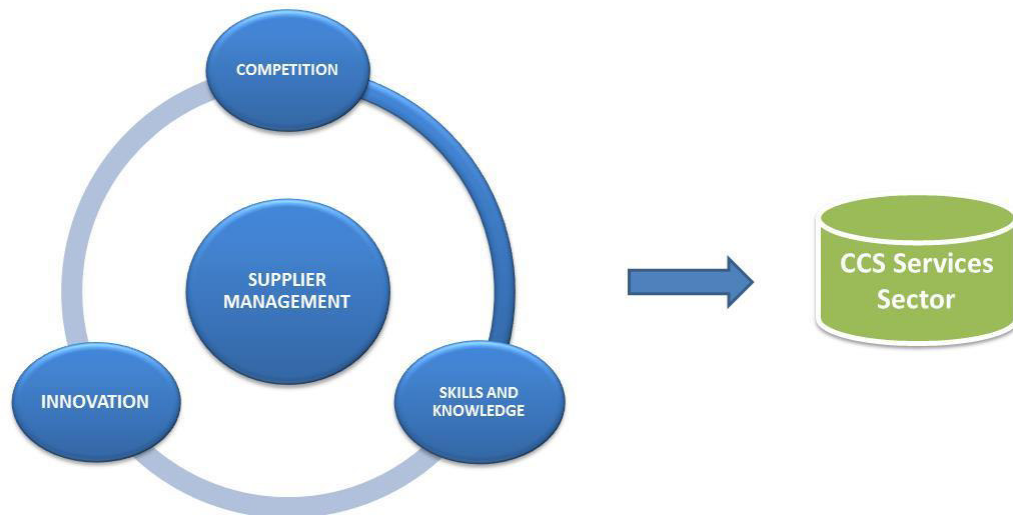 COMPETITION
SUPPLIER
MANAGEMENT
INNOVATION
SKILLS AND
KNOWLEDGE
CCS Services
Sector